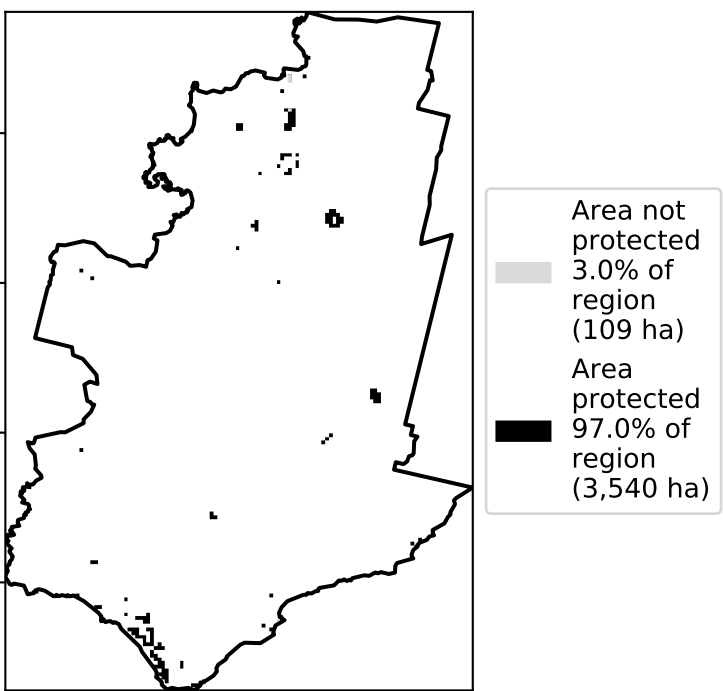 Area not
protected
3.0% of
region
(109 ha)
Area
protected
97.0% of
region
(3,540 ha)